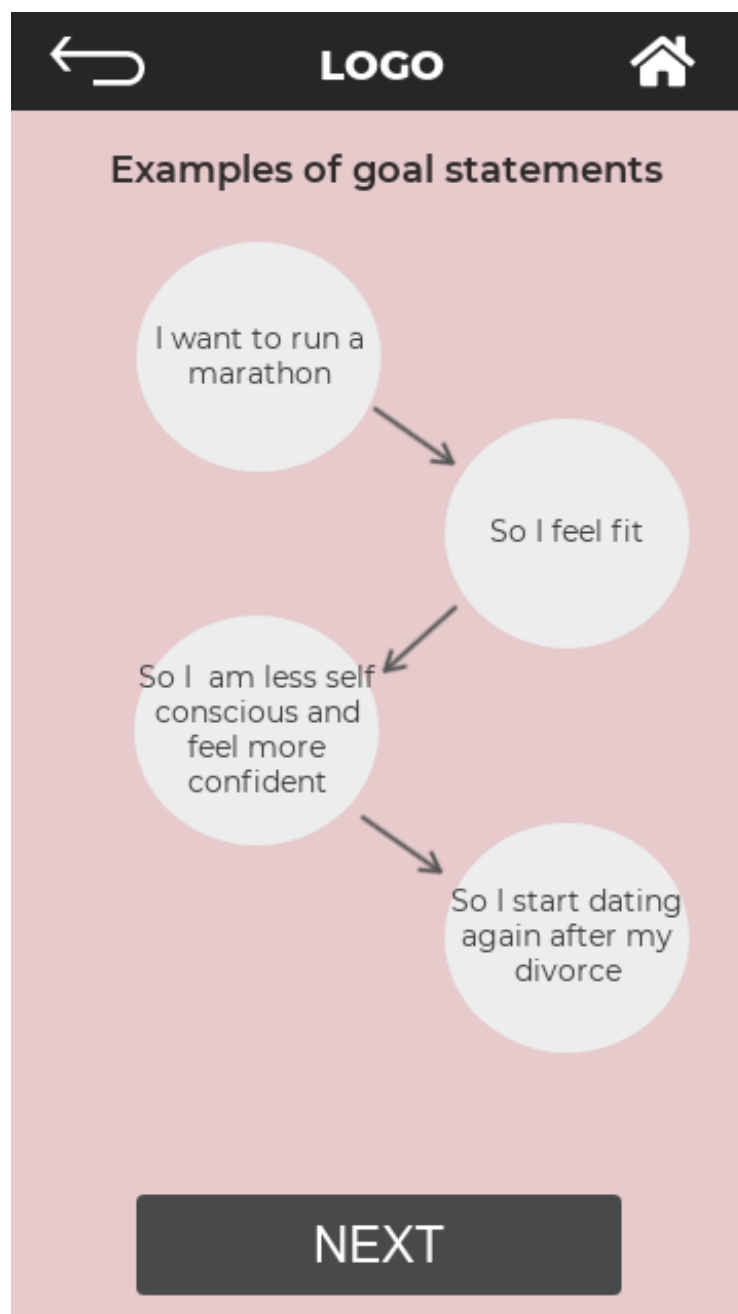 LOGO
Examples of goal statements
I want to run a
marathon
So I feel fit
So I  am less self
conscious and
feel more
confident
So I start dating
again after my
divorce
NEXT